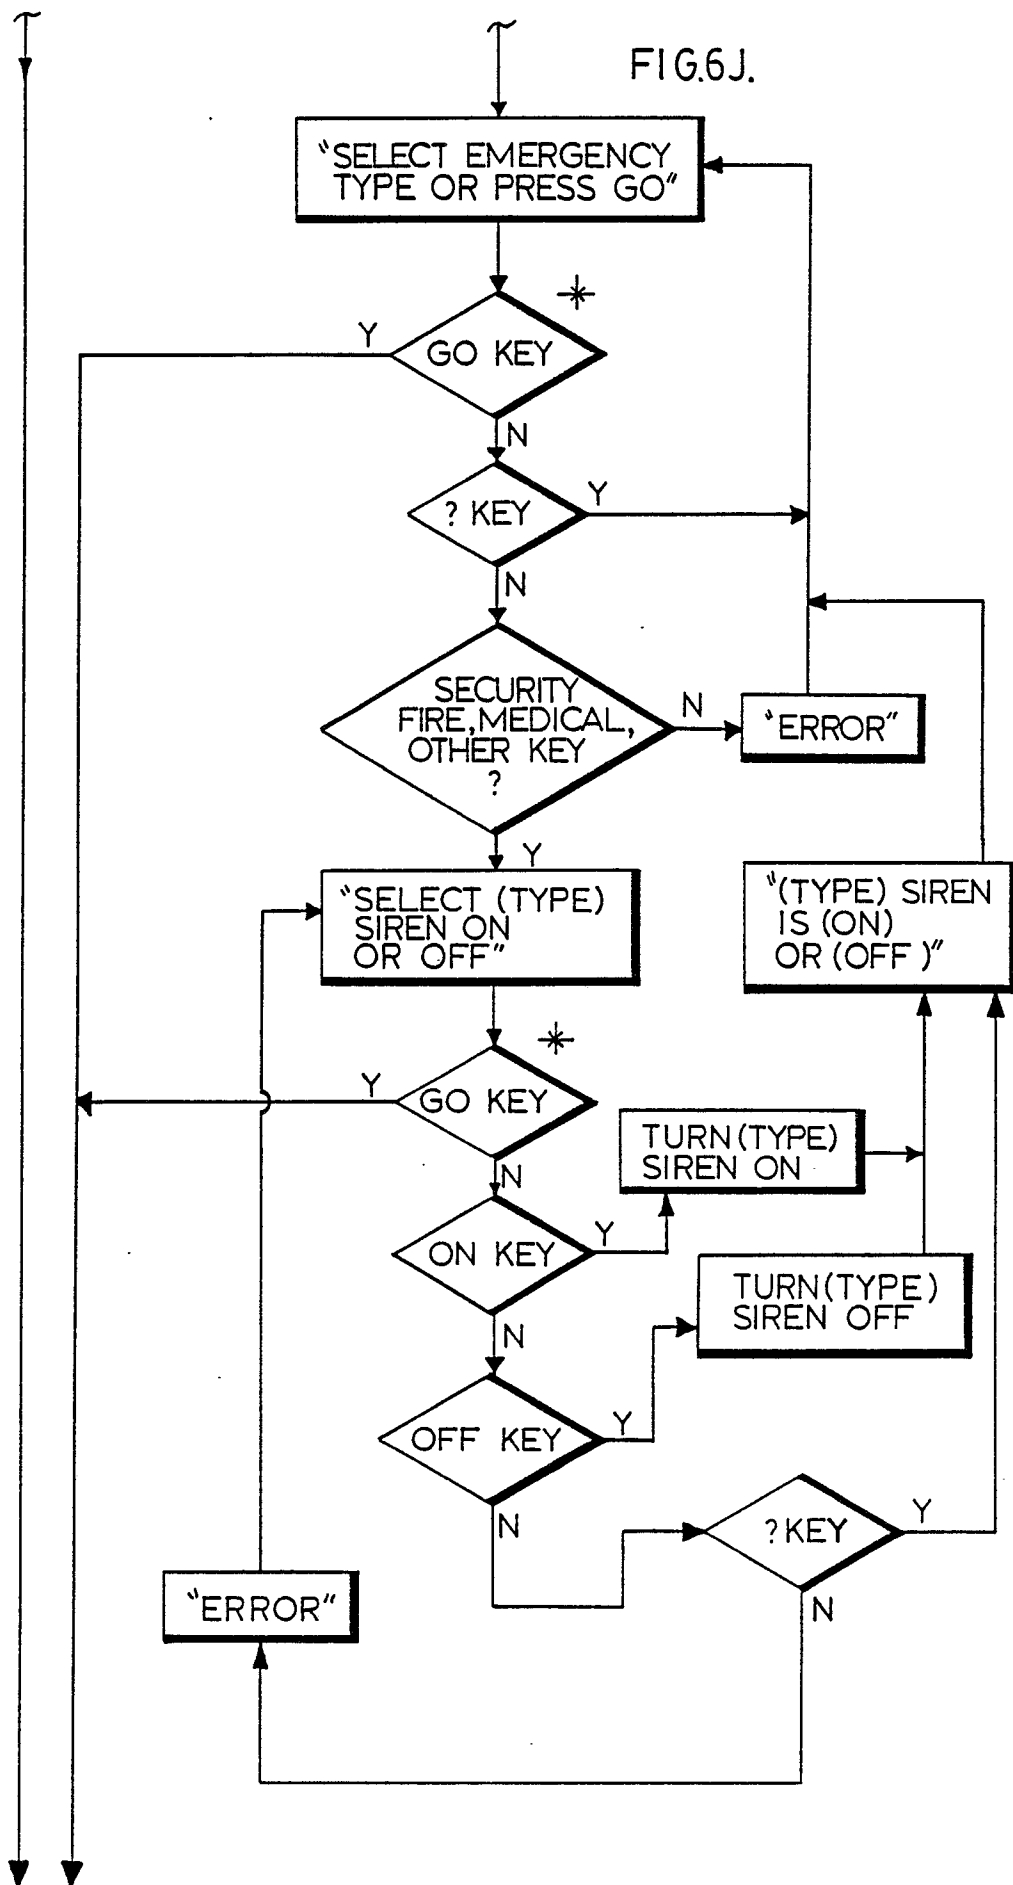 FIG.6J.
"SELECT EMERGENCY
TYPE OR PRESS GO"
*
Y
GO KEY
N
? KEY
Y
N
SECURITY
FIRE, MEDICAL,
OTHER KEY
?
N
"ERROR"
Y
"SELECT (TYPE)
SIREN ON
OR OFF"
"(TYPE) SIREN
IS (ON)
OR (OFF)"
*
Y
GO KEY
N
TURN (TYPE)
SIREN ON
ON KEY
Y
N
TURN (TYPE)
SIREN OFF
OFF KEY
Y
N
? KEY
Y
N
"ERROR"